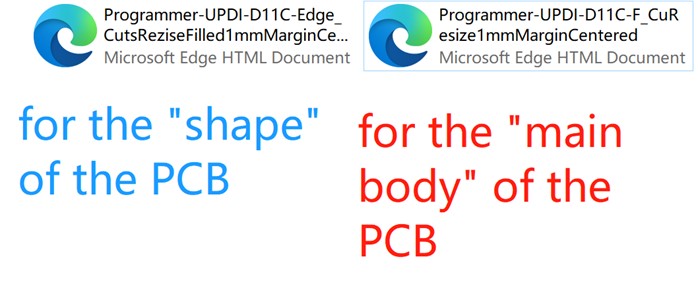 Programmer-UPDI-D11C-Edge_
CutsReziseFilled1mmMarginCe...
Microsoft Edge HTML Document
Programmer-UPDI-D11C-F_CuR
esize1mmMarginCentered
Microsoft Edge HTML Document
for the "shape"
of the PCB
for the "main
body" of the
PCB